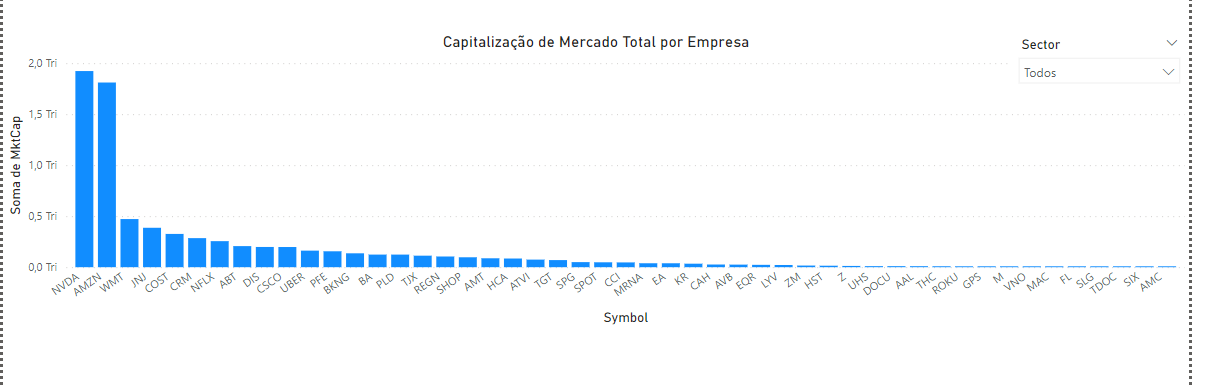 Capitalização de Mercado Total por Empresa
Sector
Todos
2,0 Tri
1,5 Tri
1,0 Tri
0,5 Tri
0,0 Tri
Soma de MktCap
NVDA
AMZN
WMT
JNJ
COST
CRM
NFLX
ABT
DIS
CSCO
UBER
PFE
BKNG
BA
PLD
TJX
REGN
SHOP
AMT
HCA
ATVI
TGT
SPG
SPOT
CCI
MRNA
EA
KR
CAH
AVB
EQR
LYV
ZM
HST
Z
UHS
DOCU
AAL
THC
ROKU
GPS
M
VNO
MAC
FL
SLG
TDOC
SIX
AMC
Symbol